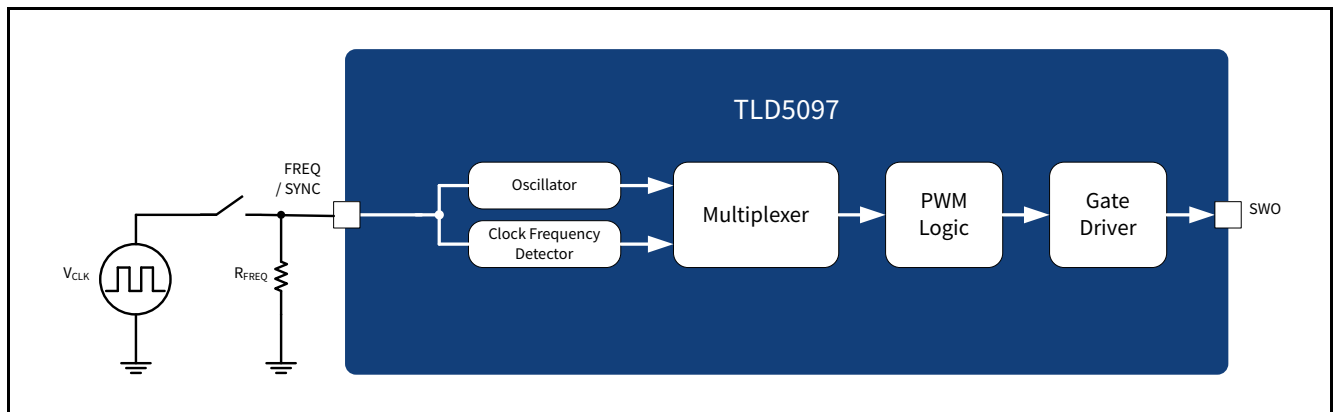 TLD5097
FREQ
/ SYNC
Oscillator
Clock Frequency
Detector
Multiplexer
PWM
Logic
Gate
Driver
SWO
VCLK
RFREQ